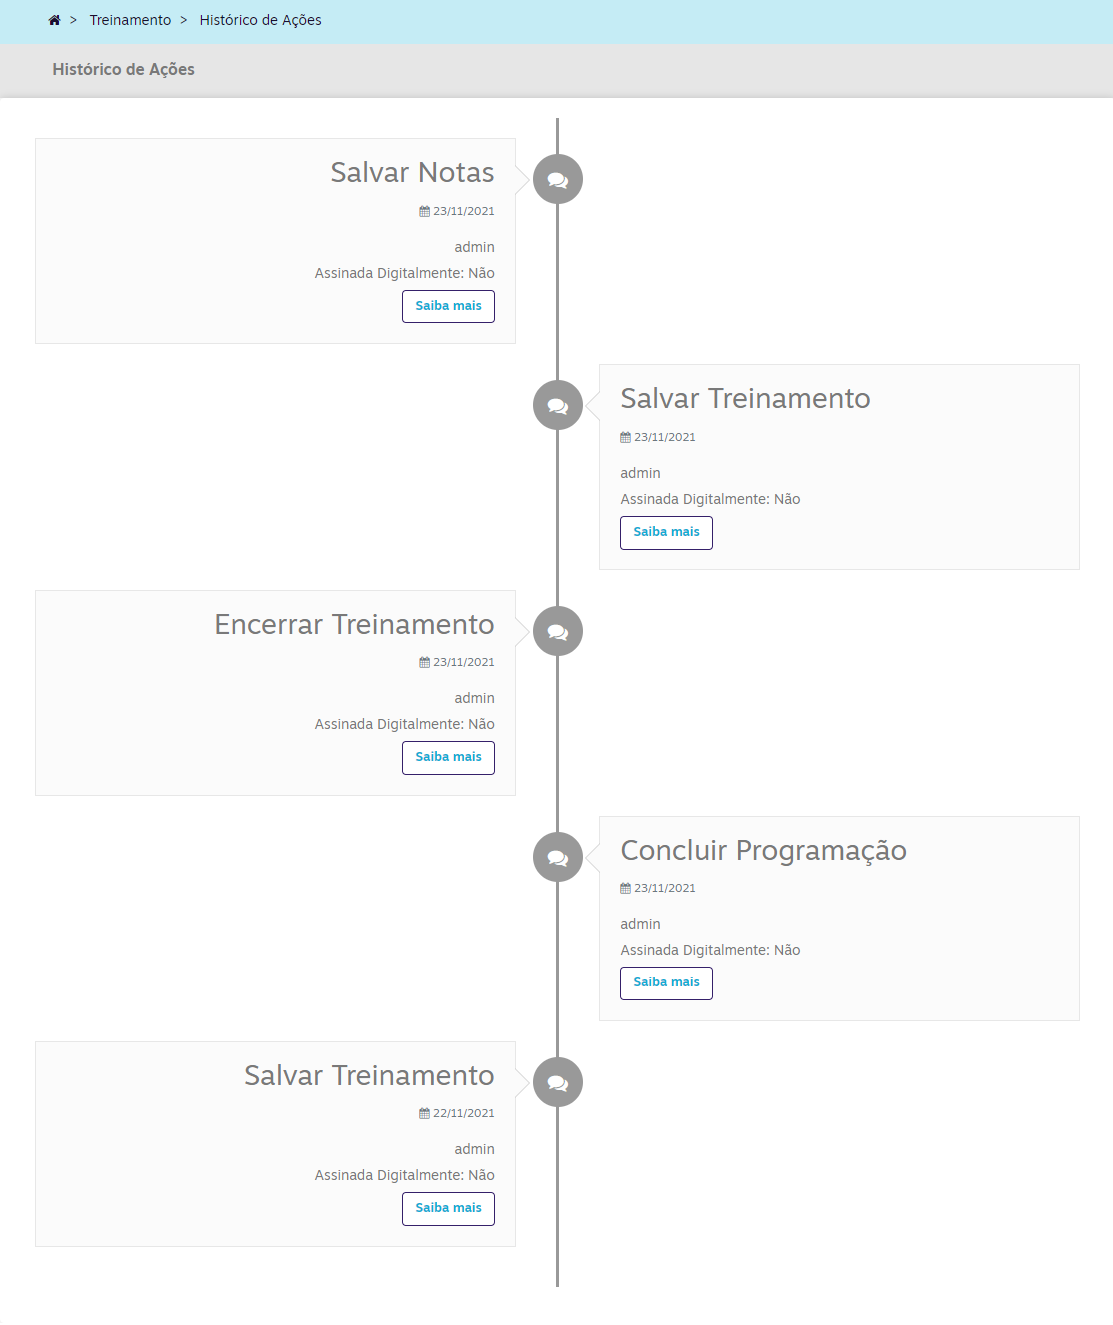 > Treinamento > Histórico de Ações
Histórico de Ações
Salvar Notas
23/11/2021
admin
Assinada Digitalmente: Não
Saiba mais
Salvar Treinamento
23/11/2021
admin
Assinada Digitalmente: Não
Saiba mais
Encerrar Treinamento
23/11/2021
admin
Assinada Digitalmente: Não
Saiba mais
Concluir Programação
23/11/2021
admin
Assinada Digitalmente: Não
Saiba mais
Salvar Treinamento
22/11/2021
admin
Assinada Digitalmente: Não
Saiba mais